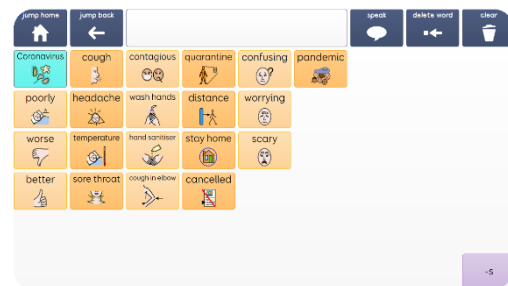 jump home jump back speak delete word clear
Coronavirus cough contagious quarantine confusing pandemic
poorly headache wash hands distance worrying
worse temperature hand sanitiser stay home scary
better sore throat cough in elbow cancelled
-s